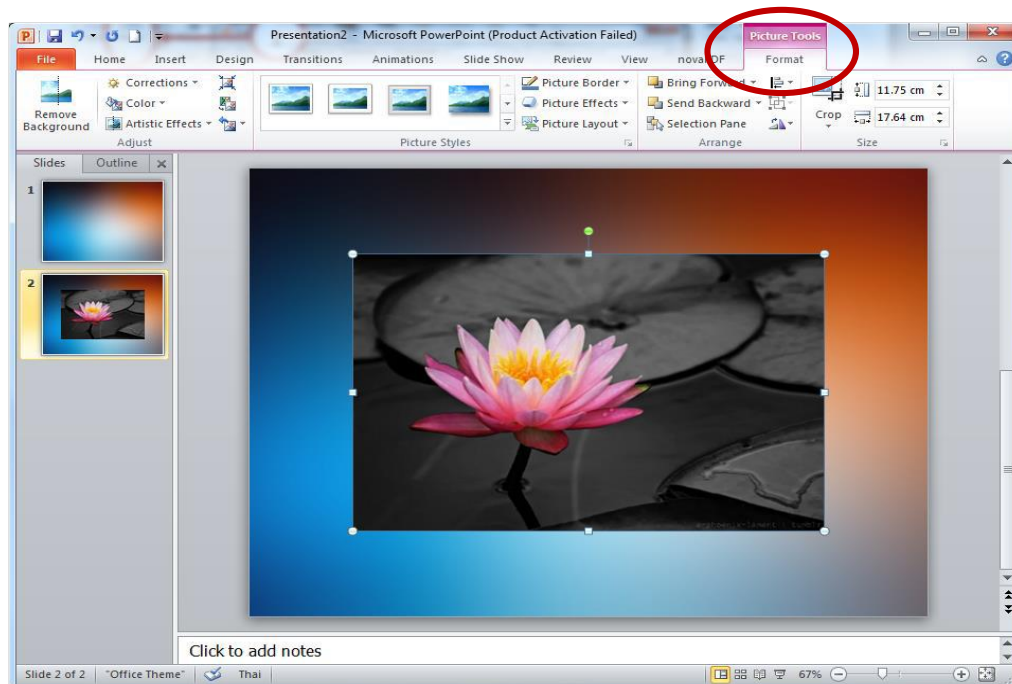 Presentation2 - Microsoft PowerPoint (Product Activation Failed)
Picture Tools
File Home Insert Design Transitions Animations Slide Show Review View Format
Remove Background
Corrections
Color
Artistic Effects
Adjust
Picture Styles
Picture Border
Picture Effects
Picture Layout
Bring Forward
Send Backward
Selection Pane
Arrange
Crop
11.75 cm
17.64 cm
Size
Slides Outline
1
2
Click to add notes
Slide 2 of 2 "Office Theme" Thai 67%